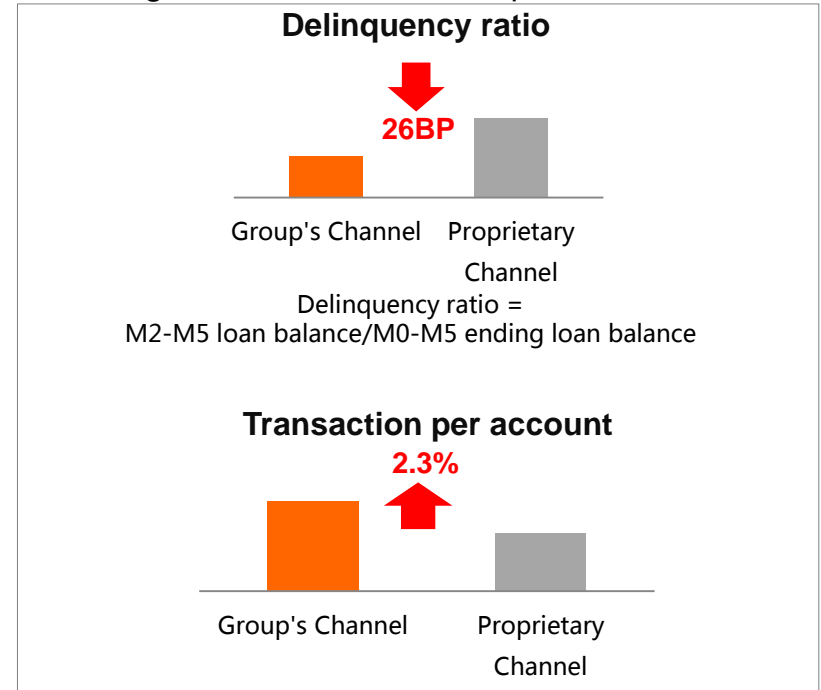 Delinquency ratio
26BP
Group's Channel Proprietary
Channel
Delinquency ratio =
M2-M5 loan balance/M0-M5 ending loan balance
Transaction per account
2.3%
Group's Channel Proprietary
Channel